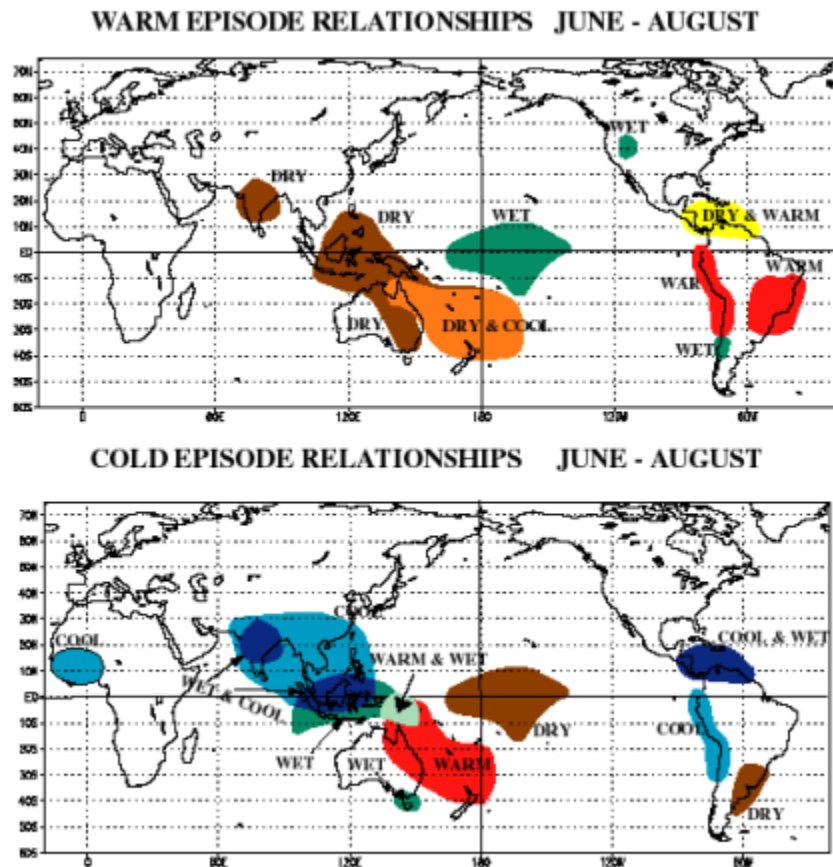 WARM EPISODE RELATIONSHIPS JUNE - AUGUST
70N
60N
50N
40N
30N
20N
10N
EQ
10S
20S
30S
40S
50S
60S
WET
DRY
DRY
WET
DRY & WARM
WAR
WARM
DRY
DRY & COOL
WET
0 60E 120E 180 120W 60W
COLD EPISODE RELATIONSHIPS JUNE - AUGUST
70N
60N
50N
40N
30N
20N
10N
EQ
10S
20S
30S
40S
50S
60S
COOL
COOL
COOL & WET
WARM & WET
WET & COOL
DRY
COOL
WET
WET
WARM
DRY
0 60E 120E 180 120W 60W